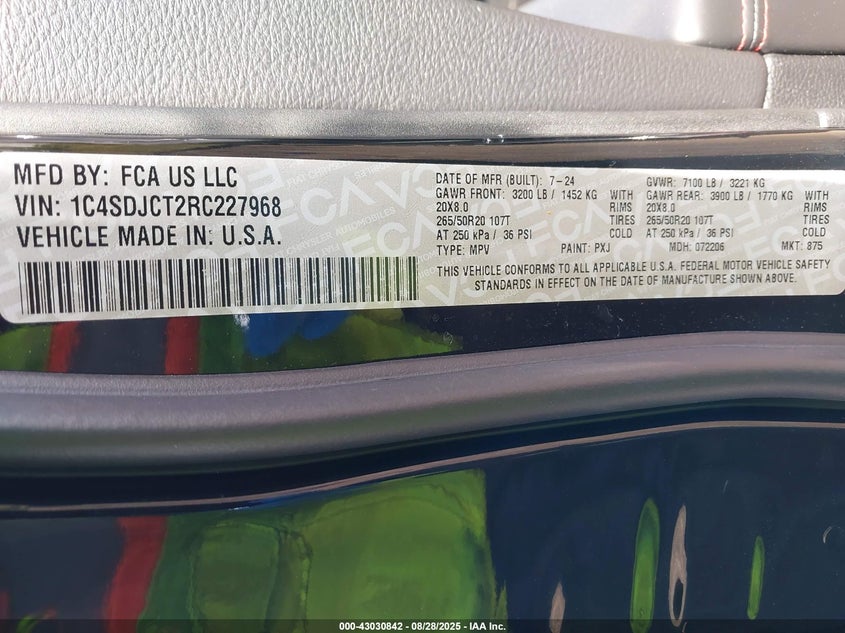 MFD BY: FCA US LLC
VIN: 1C4SDJCT2RC227968
VEHICLE MADE IN: U.S.A.
DATE OF MFR (BUILT): 7-24 GVWR: 7100 LB / 3221 KG
GAWR FRONT: 3200 LB / 1452 KG WITH GAWR REAR: 3900 LB / 1770 KG WITH
20X8.0 RIMS 20X8.0 RIMS
265/50R20 107T TIRES 265/50R20 107T TIRES
AT 250 kPa / 36 PSI COLD AT 250 kPa / 36 PSI COLD
TYPE: MPV PAINT: PXJ MDH: 072206 MKT: 875
THIS VEHICLE CONFORMS TO ALL APPLICABLE U.S.A. FEDERAL MOTOR VEHICLE SAFETY
STANDARDS IN EFFECT ON THE DATE OF MANUFACTURE SHOWN ABOVE.
000-43030842 - 08/28/2025 - IAA Inc.